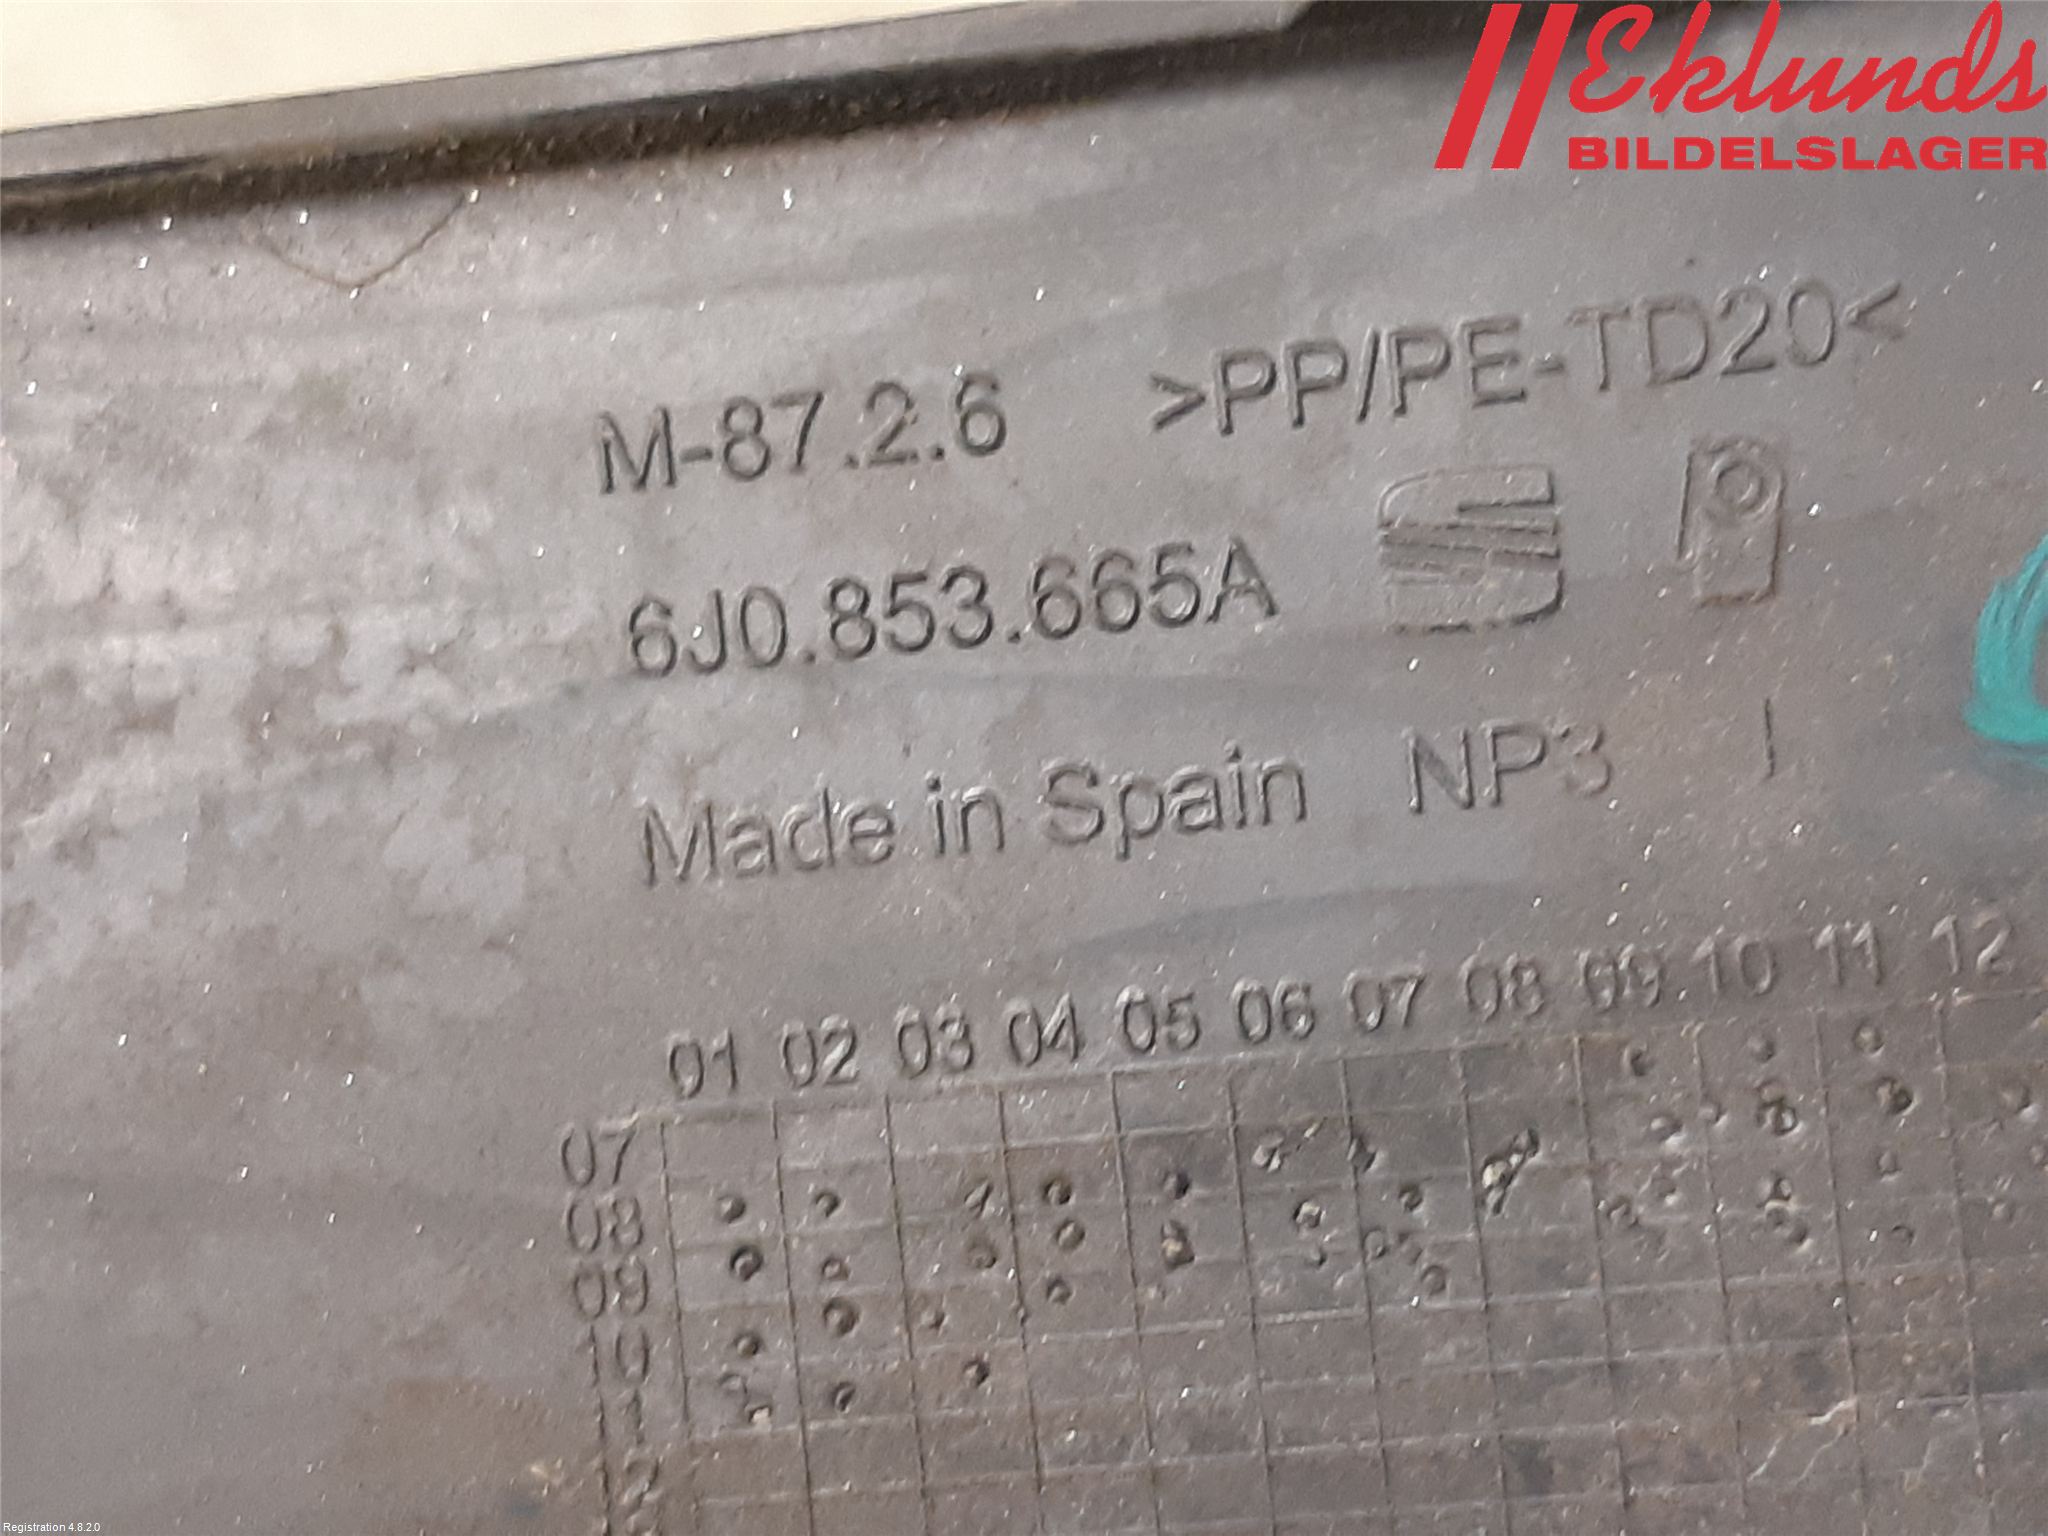 Eklunds
BILDELSLAGER
M-87.2.6 >PP/PE-TD20<
6J0.853.665A
Made in Spain NP3
01 02 03 04 05 06 07 08 09 10 11 12
07
08
09
10
Registration 4.8.2.0